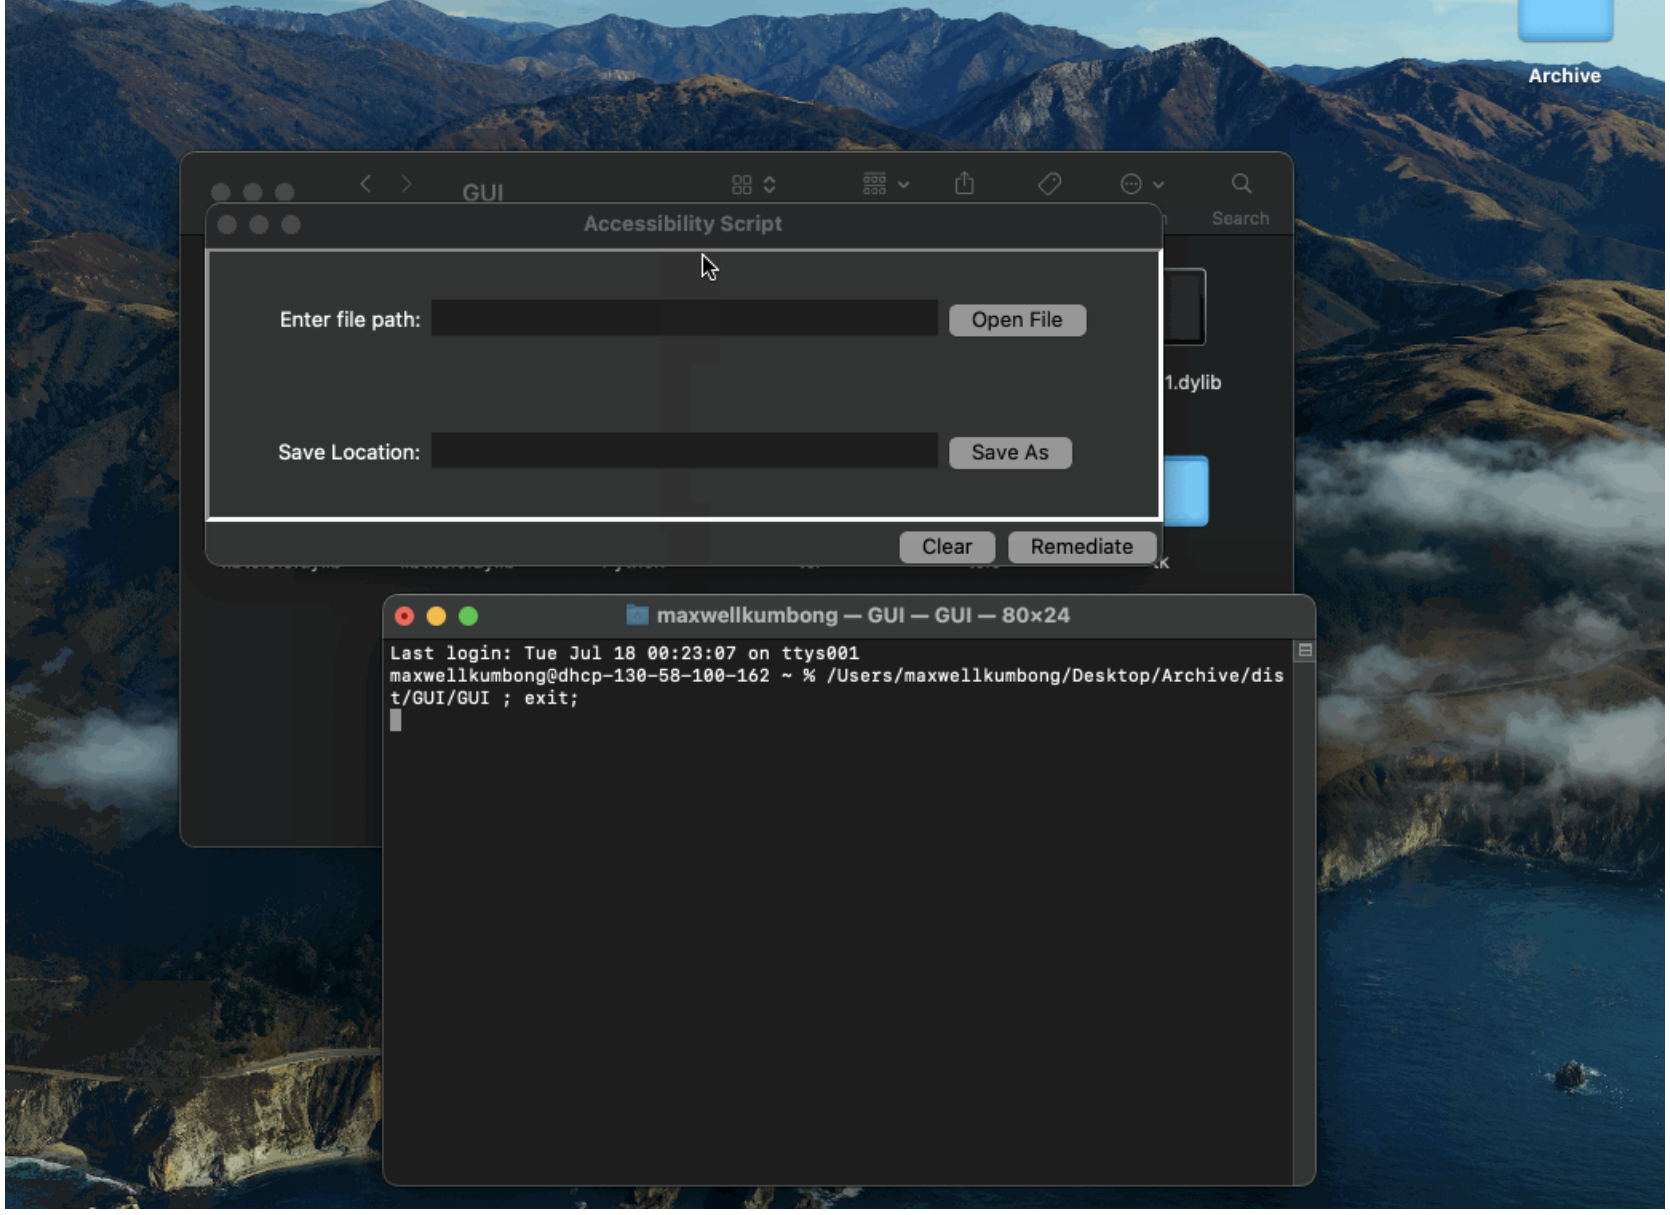 Archive
GUI
Search
Accessibility Script
Enter file path:
Open File
1.dylib
Save Location:
Save As
Clear
Remediate
maxwellkumbong — GUI — GUI — 80×24
Last login: Tue Jul 18 00:23:07 on ttys001
maxwellkumbong@dhcp-130-58-100-162 ~ % /Users/maxwellkumbong/Desktop/Archive/dis
t/GUI/GUI ; exit;